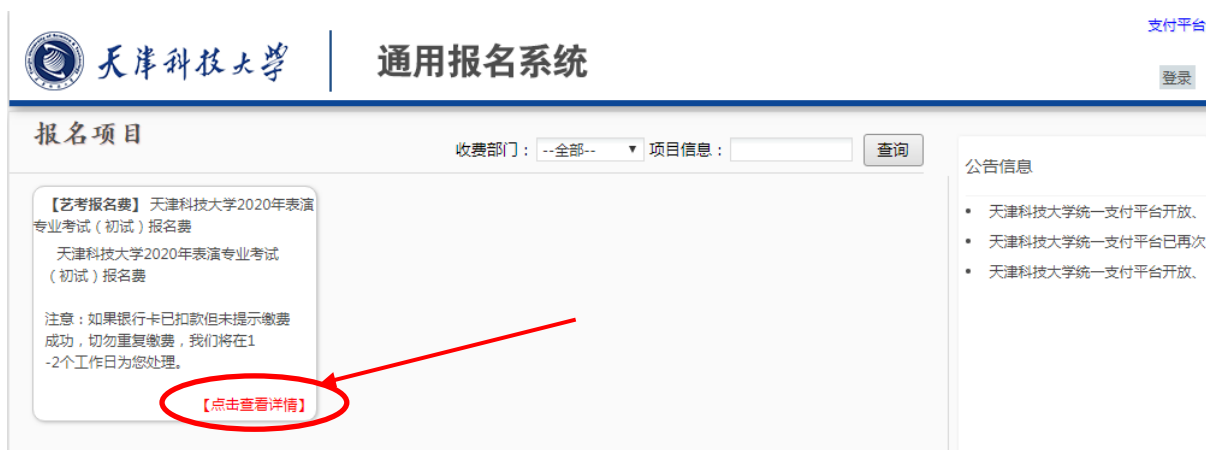 支付平台
天津科技大学
通用报名系统
登录
报名项目
收费部门：
--全部--
项目信息：
查询
公告信息
【艺考报名费】 天津科技大学2020年表演
专业考试（初试）报名费
天津科技大学2020年表演专业考试
（初试）报名费
注意：如果银行卡已扣款但未提示缴费
成功，切勿重复缴费，我们将在1
-2个工作日为您处理。
【点击查看详情】
天津科技大学统一支付平台开放、
天津科技大学统一支付平台已再次
天津科技大学统一支付平台开放、